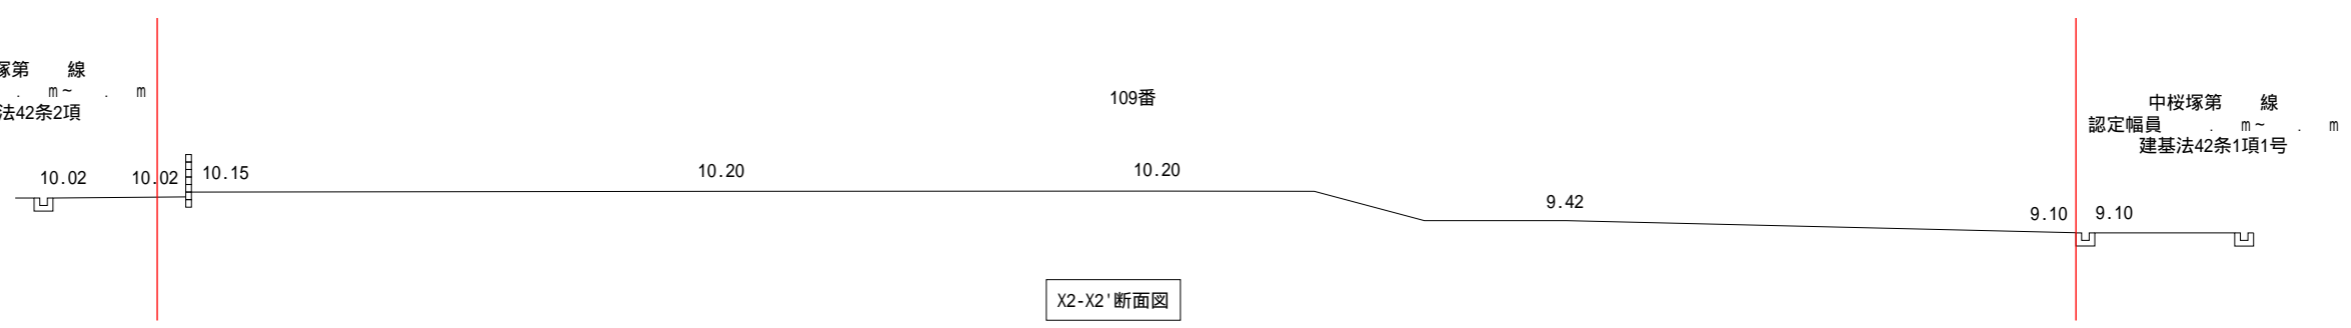 塚第 線
. m~ . m
法42条2項
109番
中桜塚第 線
認定幅員 . m~ . m
建基法42条1項1号
10.02
10.02
10.15
10.20
10.20
9.42
9.10
9.10
X2-X2'断面図